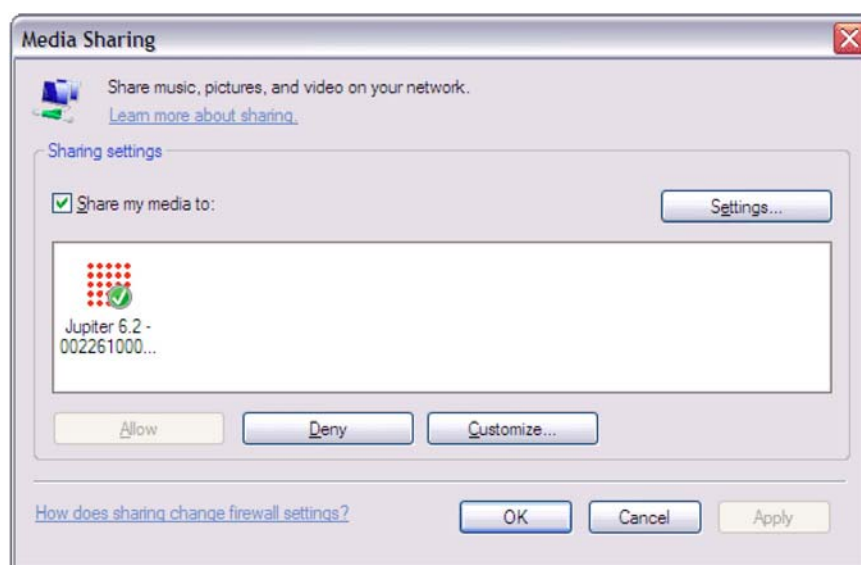 Media Sharing
Share music, pictures, and video on your network.
Learn more about sharing.
Sharing settings
Share my media to:
Settings...
Jupiter 6.2 -
002261000...
Allow
Deny
Customize...
How does sharing change firewall settings?
OK
Cancel
Apply